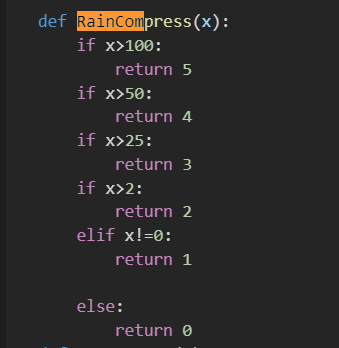 def RainCompress(x):
    if x>100:
        return 5
    if x>50:
        return 4
    if x>25:
        return 3
    if x>2:
        return 2
    elif x!=0:
        return 1
    else:
        return 0